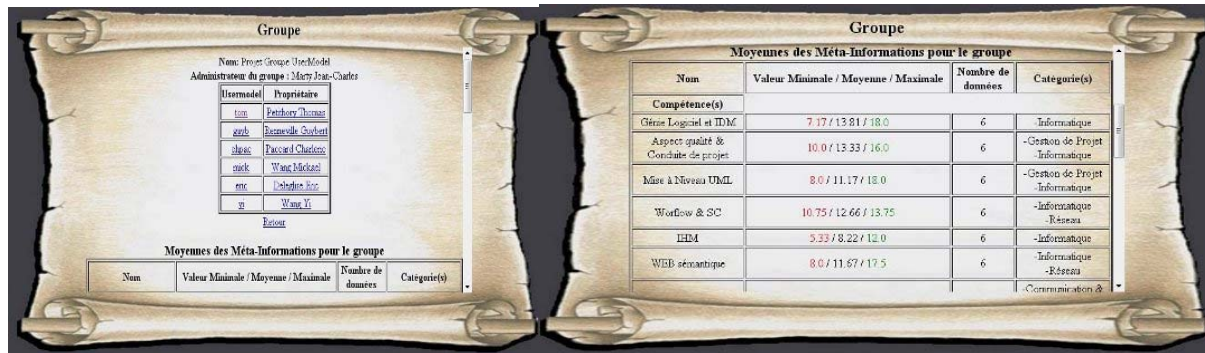 Groupe
Nom: Projet Groupe UserModel
Administrateur du groupe : Marty Jean-Charles
Usermodel Propriétaire
tom Petithory Thomas
guyb Renneville Guybert
chpac Paccard Charlène
mick Wang Mickael
eric Deleglise Eric
yi Wang Yi
Retour
Moyennes des Méta-Informations pour le groupe
Nom Valeur Minimale / Moyenne / Maximale Nombre de données Catégorie(s)
Groupe
Moyennes des Méta-Informations pour le groupe
Nom Valeur Minimale / Moyenne / Maximale Nombre de données Catégorie(s)
Compétence(s)
Génie Logiciel et IDM 7.17 / 13.81 / 18.0 6 -Informatique
Aspect qualité & Conduite de projet 10.0 / 13.33 / 16.0 6 -Gestion de Projet -Informatique
Mise à Niveau UML 8.0 / 11.17 / 18.0 6 -Gestion de Projet -Informatique
Worflow & SC 10.75 / 12.66 / 13.75 6 -Informatique -Réseau
IHM 5.33 / 8.22 / 12.0 6 -Informatique
WEB sémantique 8.0 / 11.67 / 17.5 6 -Informatique -Réseau
-Communication &